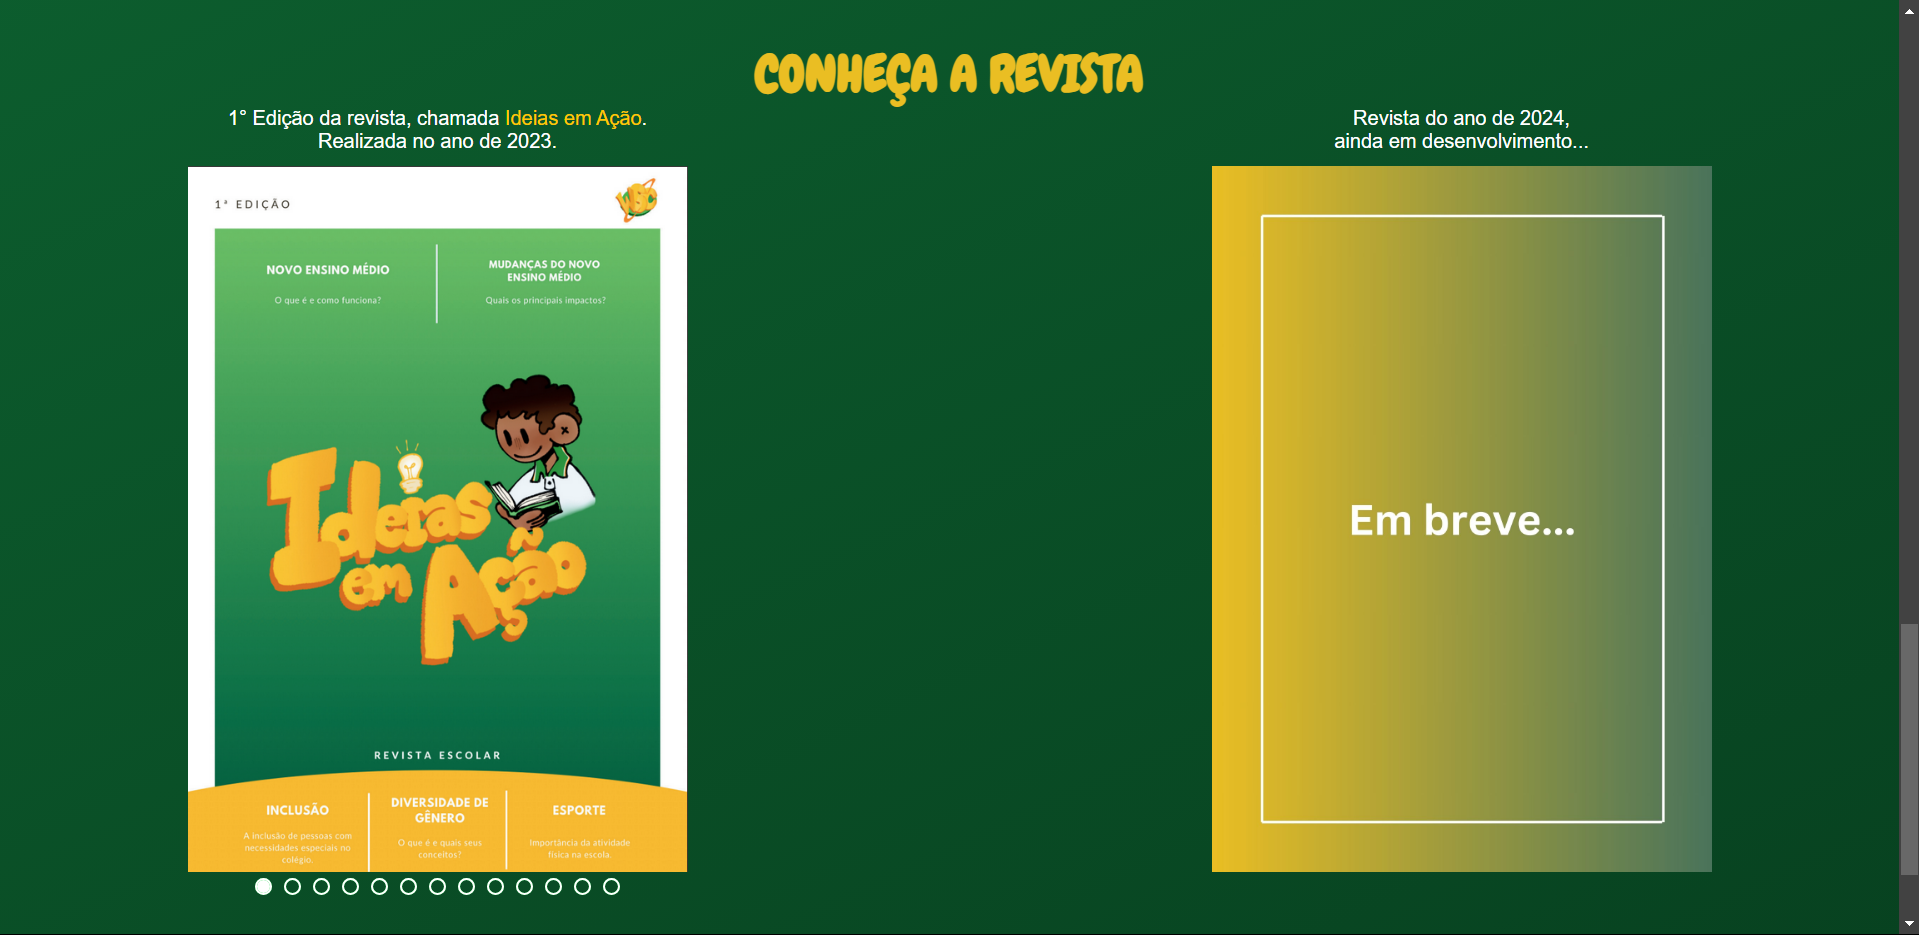 CONHEÇA A REVISTA
1° Edição da revista, chamada Ideias em Ação.
Realizada no ano de 2023.
1ª EDIÇÃO
WSC
NOVO ENSINO MÉDIO
O que é e como funciona?
MUDANÇAS DO NOVO
ENSINO MÉDIO
Quais os principais impactos?
Ideias
em Ação
REVISTA ESCOLAR
INCLUSÃO
A inclusão de pessoas com
necessidades especiais no
colégio.
DIVERSIDADE DE
GÊNERO
O que é e quais seus
conceitos?
ESPORTE
Importância da atividade
física na escola.
Revista do ano de 2024,
ainda em desenvolvimento...
Em breve...